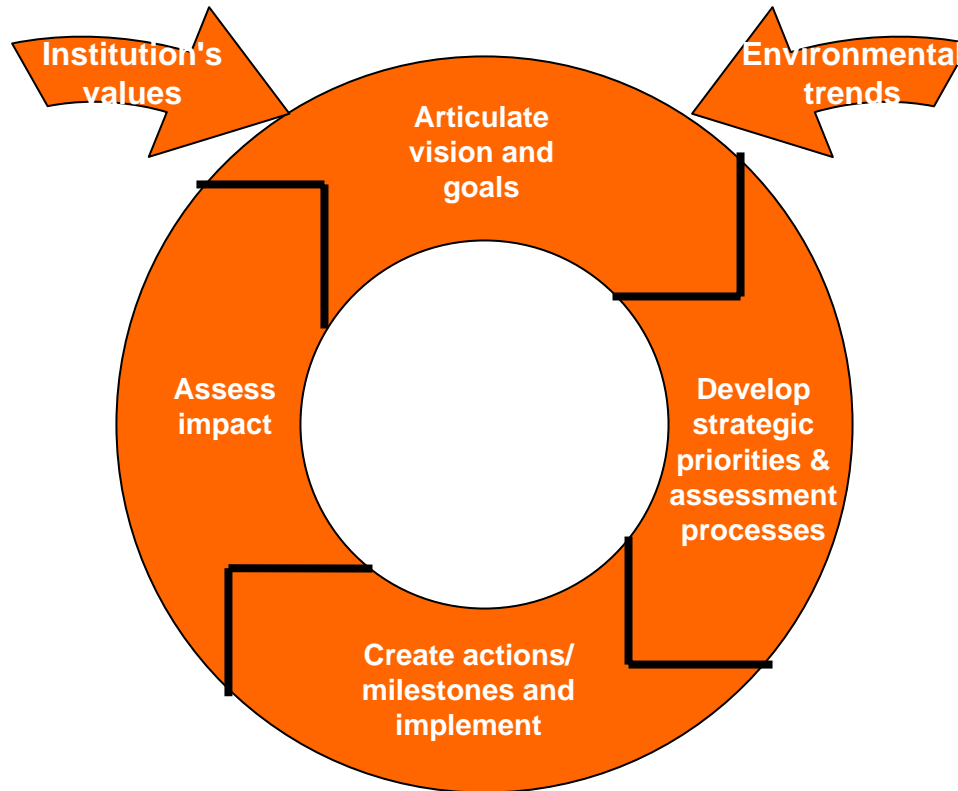 Institution's
values
Environmental
trends
Articulate
vision and
goals
Develop
strategic
priorities &
assessment
processes
Create actions/
milestones and
implement
Assess
impact